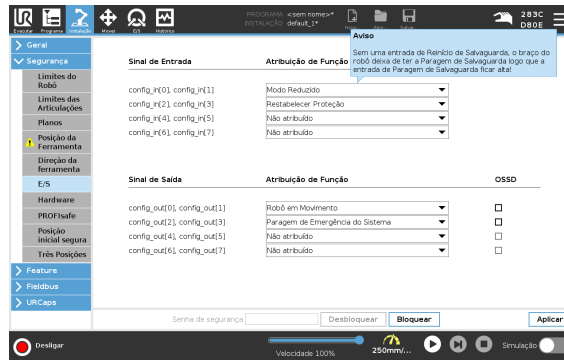 PROGRAMA <sem nome>*
INSTALAÇÃO default_1*
283C
D80E
Executar Programa Instalação Mover E/S Histórico
Novo Abrir Salvar
Aviso
Sem uma entrada de Reinício de Salvaguarda, o braço do
robô deixa de ter a Paragem de Salvaguarda logo que a
entrada de Paragem de Salvaguarda ficar alta!
Geral
Segurança
Limites do
Robô
Limites das
Articulações
Planos
Posição da
Ferramenta
Direção da
ferramenta
E/S
Hardware
PROFIsafe
Posição
inicial segura
Três Posições
Feature
Fieldbus
URCaps
Sinal de Entrada Atribuição de Função
config_in[0], config_in[1] Modo Reduzido
config_in[2], config_in[3] Restabelecer Proteção
config_in[4], config_in[5] Não atribuído
config_in[6], config_in[7] Não atribuído
Sinal de Saída Atribuição de Função OSSD
config_out[0], config_out[1] Robô em Movimento
config_out[2], config_out[3] Paragem de Emergência do Sistema
config_out[4], config_out[5] Não atribuído
config_out[6], config_out[7] Não atribuído
Senha de segurança Desbloquear Bloquear Aplicar
Desligar Velocidade 100% 250mm/... Simulação